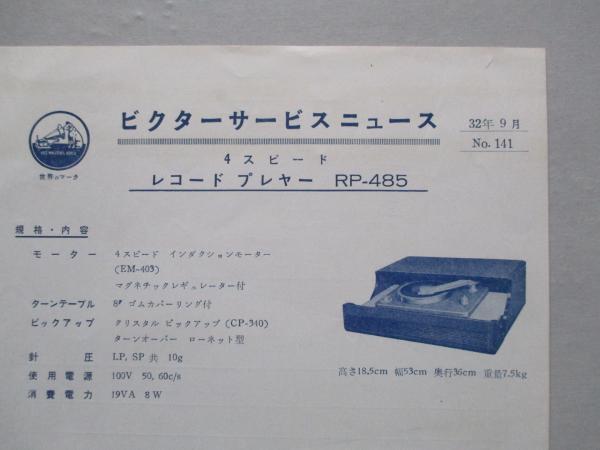 ビクターサービスニュース
32年9月
No. 141
4スピード
レコード プレヤー RP-485
HIS MASTER'S VOICE
世界のマーク
規格・内容
モーター 4スピード インダクションモーター
(EM-403)
マグネチックレギュレーター付
ターンテーブル 8" ゴムカバーリング付
ピックアップ クリスタル ピックアップ (CP-340)
ターンオーバー ローネット型
針圧 LP, SP 共 10g
使用電源 100V 50, 60c/s
消費電力 19VA 8W
高さ18.5cm 幅53cm 奥行36cm 重量7.5kg